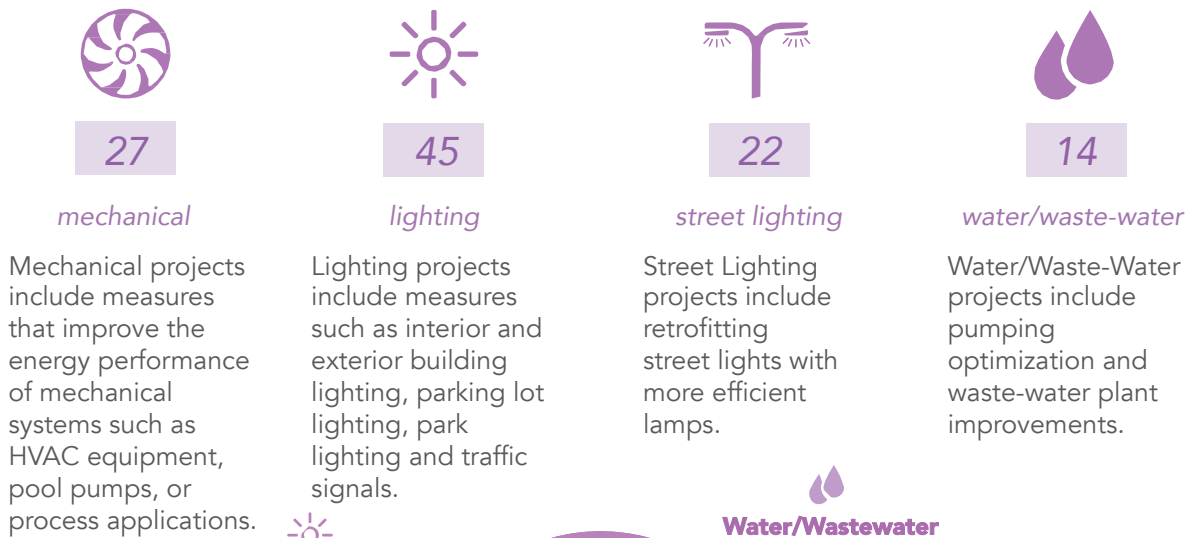 27
45
22
14
mechanical
lighting
street lighting
water/waste-water
Mechanical projects
include measures
that improve the
energy performance
of mechanical
systems such as
HVAC equipment,
pool pumps, or
process applications.
Lighting projects
include measures
such as interior and
exterior building
lighting, parking lot
lighting, park
lighting and traffic
signals.
Street Lighting
projects include
retrofitting
street lights with
more efficient
lamps.
Water/Waste-Water
projects include
pumping
optimization and
waste-water plant
improvements.
Water/Wastewater